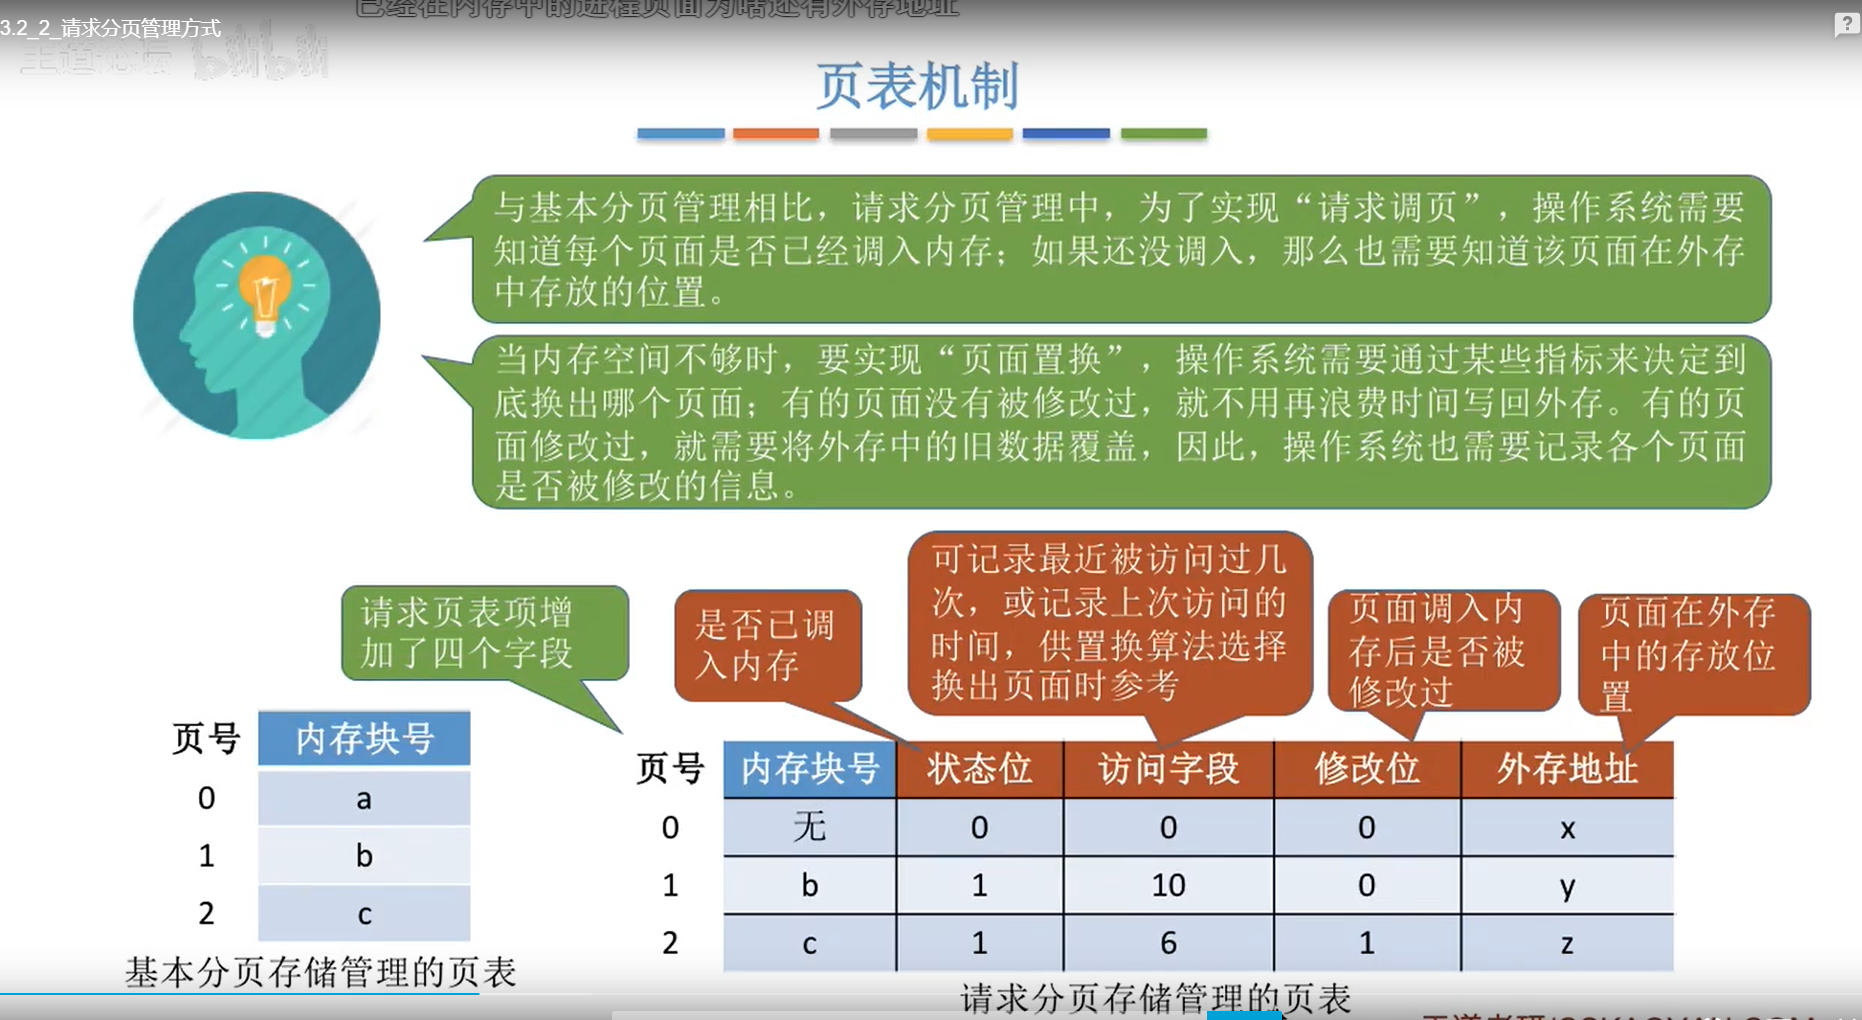 已经在内存中的进程页面为啥还有外存地址
3.2_2_请求分页管理方式
王道论坛 bilibili
页表机制
与基本分页管理相比，请求分页管理中，为了实现“请求调页”，操作系统需要
知道每个页面是否已经调入内存；如果还没调入，那么也需要知道该页面在外存
中存放的位置。
当内存空间不够时，要实现“页面置换”，操作系统需要通过某些指标来决定到
底换出哪个页面；有的页面没有被修改过，就不用再浪费时间写回外存。有的页
面修改过，就需要将外存中的旧数据覆盖，因此，操作系统也需要记录各个页面
是否被修改的信息。
请求页表项增
加了四个字段
是否已调
入内存
可记录最近被访问过几
次，或记录上次访问的
时间，供置换算法选择
换出页面时参考
页面调入内
存后是否被
修改过
页面在外存
中的存放位
置
页号 内存块号
0 a
1 b
2 c
基本分页存储管理的页表
页号 内存块号 状态位 访问字段 修改位 外存地址
0 无 0 0 0 x
1 b 1 10 0 y
2 c 1 6 1 z
请求分页存储管理的页表